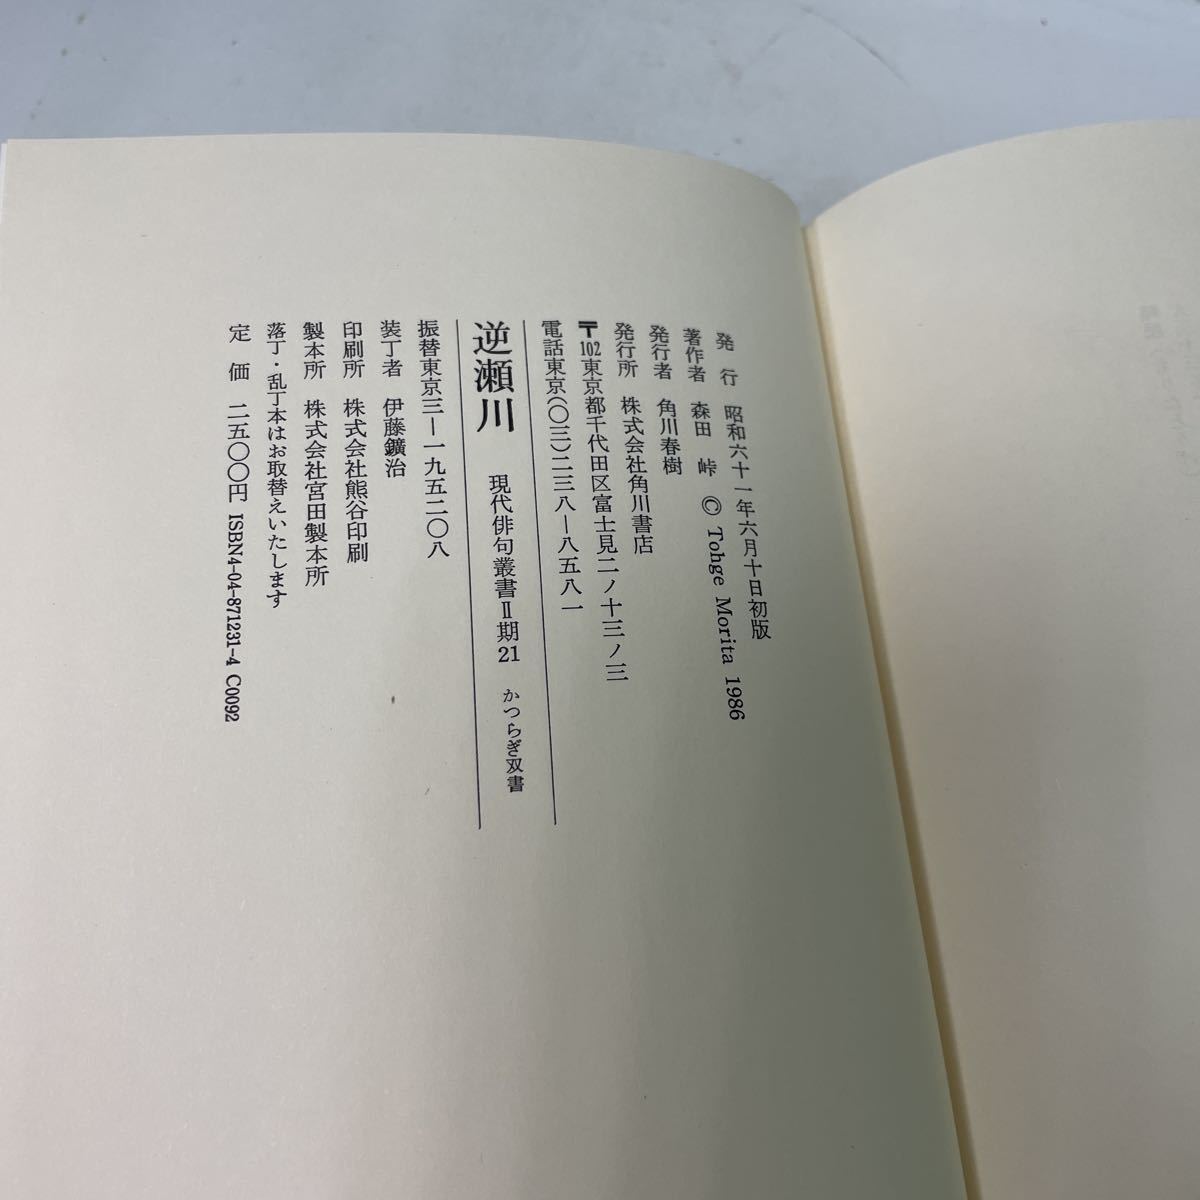 発行　昭和六十一年六月十日初版
著作者　森田　峠　© Tohge Morita 1986
発行者　角川春樹
発行所　株式会社角川書店
〒102東京都千代田区富士見二ノ十三ノ三
電話東京(〇三)二三八―八五八一
逆瀬川　現代俳句叢書Ⅱ期21　かつらぎ双書
振替東京三―一九五二〇八
装丁者　伊藤鑛治
印刷所　株式会社熊谷印刷
製本所　株式会社宮田製本所
落丁・乱丁本はお取替えいたします
定価　二五〇〇円 ISBN4-04-871231-4 C0092